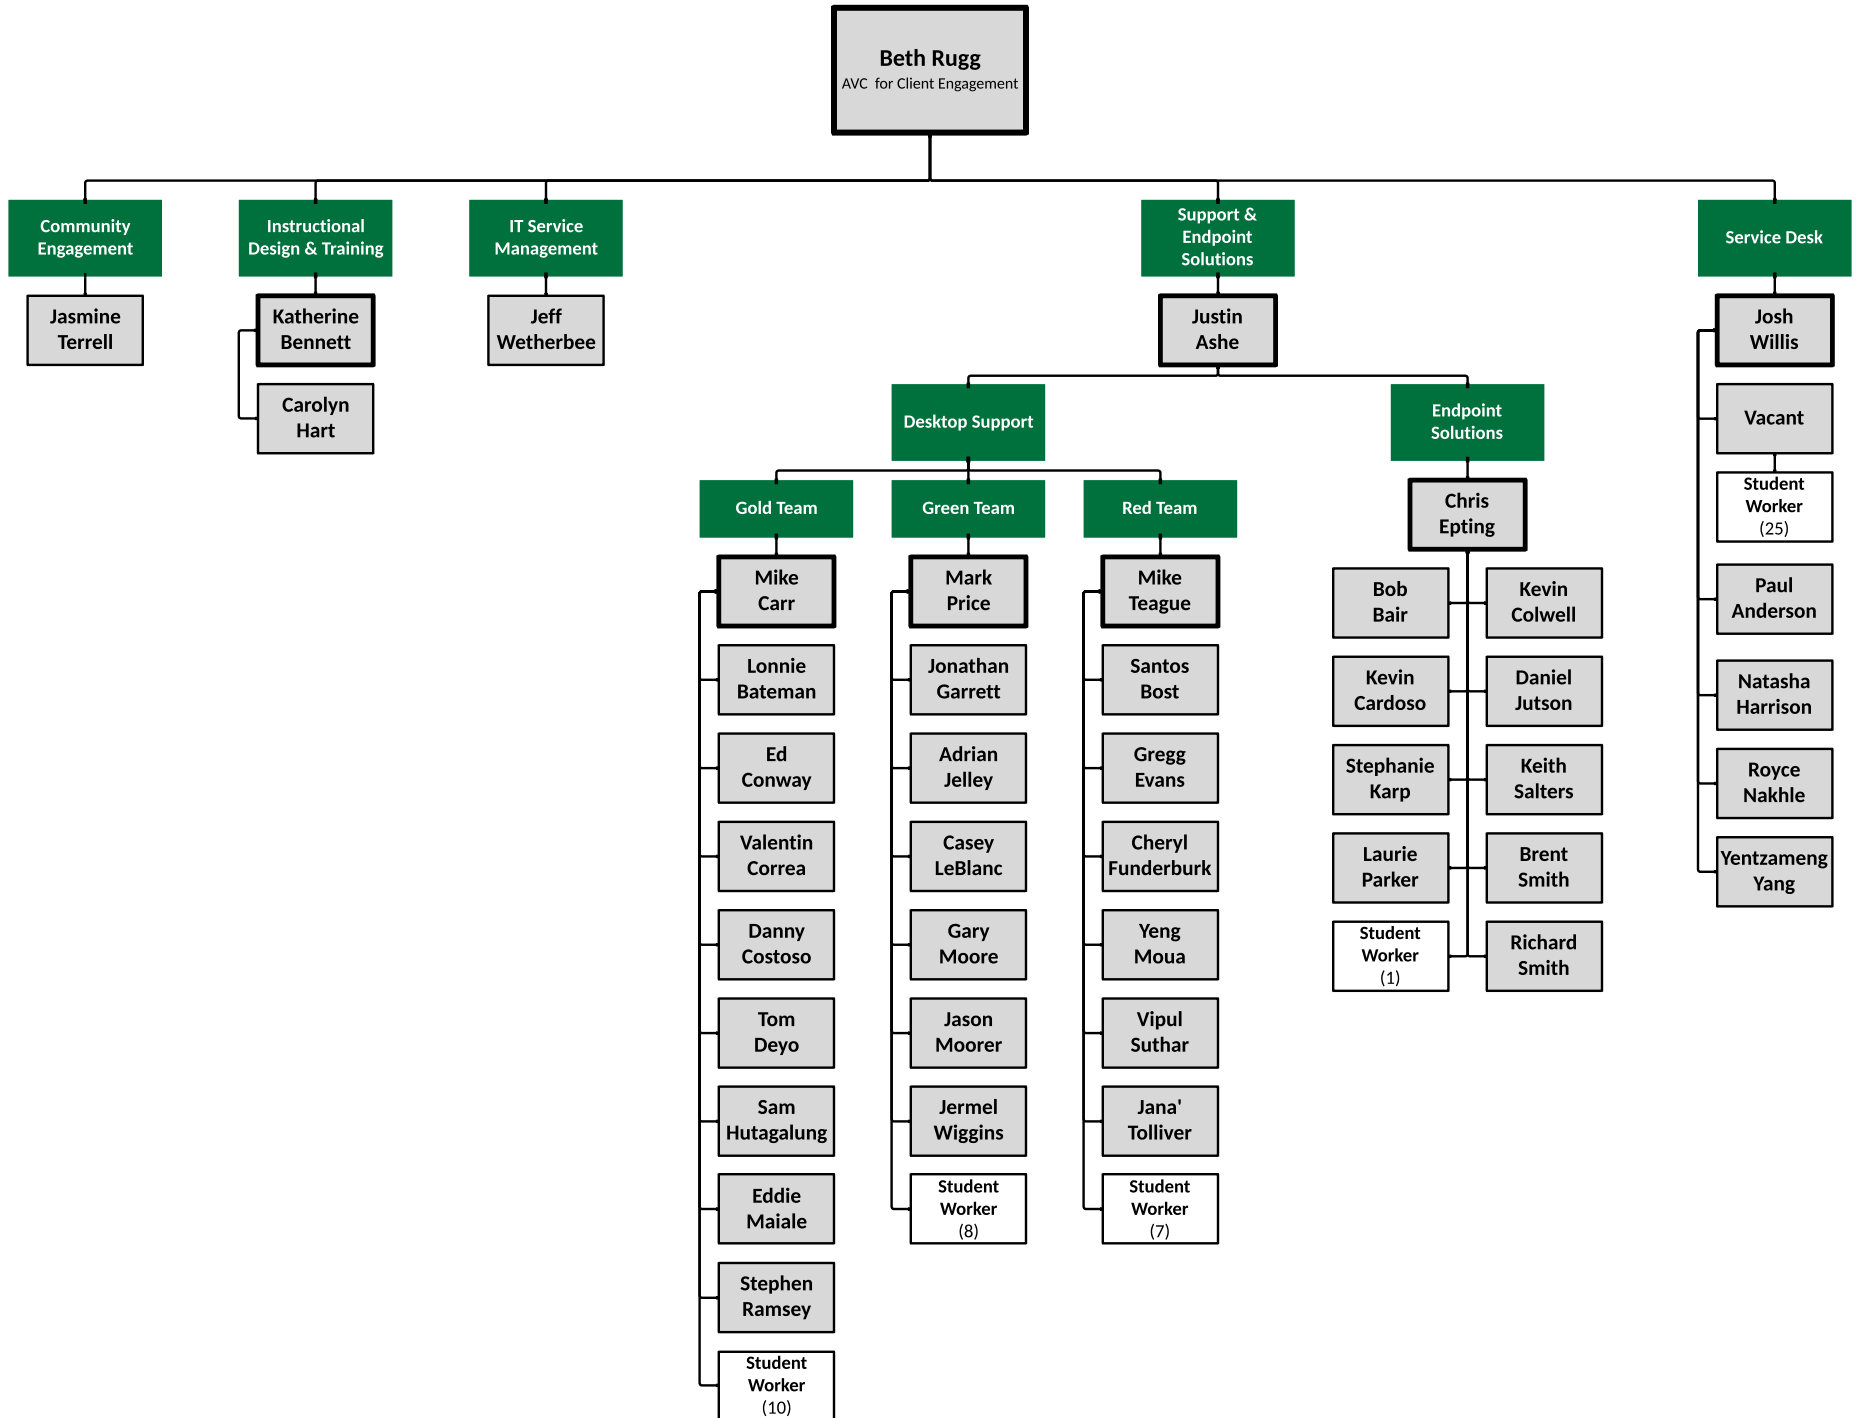 Beth Rugg
AVC for Client Engagement
Community
Engagement
Instructional
Design & Training
IT Service
Management
Support &
Endpoint
Solutions
Service Desk
Jasmine
Terrell
Katherine
Bennett
Carolyn
Hart
Jeff
Wetherbee
Justin
Ashe
Desktop Support
Gold Team
Mike
Carr
Lonnie
Bateman
Ed
Conway
Valentin
Correa
Danny
Costoso
Tom
Deyo
Sam
Hutagalung
Eddie
Maiale
Stephen
Ramsey
Student
Worker
(10)
Green Team
Mark
Price
Jonathan
Garrett
Adrian
Jelley
Casey
LeBlanc
Gary
Moore
Jason
Moorer
Jermel
Wiggins
Student
Worker
(8)
Red Team
Mike
Teague
Santos
Bost
Gregg
Evans
Cheryl
Funderburk
Yeng
Moua
Vipul
Suthar
Jana'
Tolliver
Student
Worker
(7)
Endpoint
Solutions
Chris
Epting
Bob
Bair
Kevin
Colwell
Kevin
Cardoso
Daniel
Jutson
Stephanie
Karp
Keith
Salters
Laurie
Parker
Brent
Smith
Student
Worker
(1)
Richard
Smith
Josh
Willis
Vacant
Student
Worker
(25)
Paul
Anderson
Natasha
Harrison
Royce
Nakhle
Yentzameng
Yang